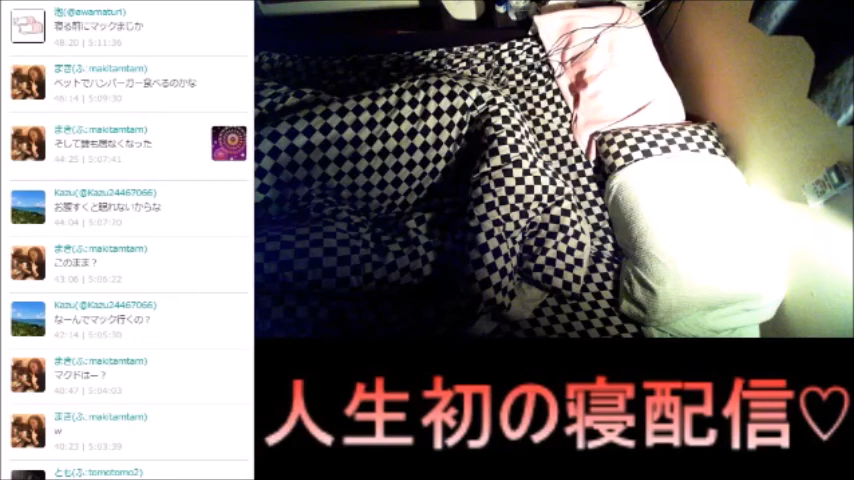 泡(@awamaturi)
寝る前にマックまじか
48:20 | 5:11:36
まき(ふ:makitamtam)
ベットでハンバーガー食べるのかな
46:14 | 5:09:30
まき(ふ:makitamtam)
そして誰も居なくなった
44:25 | 5:07:41
Kazu(@Kazu24467066)
お腹すくと眠れないからな
44:04 | 5:07:20
まき(ふ:makitamtam)
このまま？
43:06 | 5:06:22
Kazu(@Kazu24467066)
なーんでマック行くの？
42:14 | 5:05:30
まき(ふ:makitamtam)
マクドはー？
40:47 | 5:04:03
まき(ふ:makitamtam)
w
40:23 | 5:03:39
とも(ふ:tomotomo2)
人生初の寝配信♡